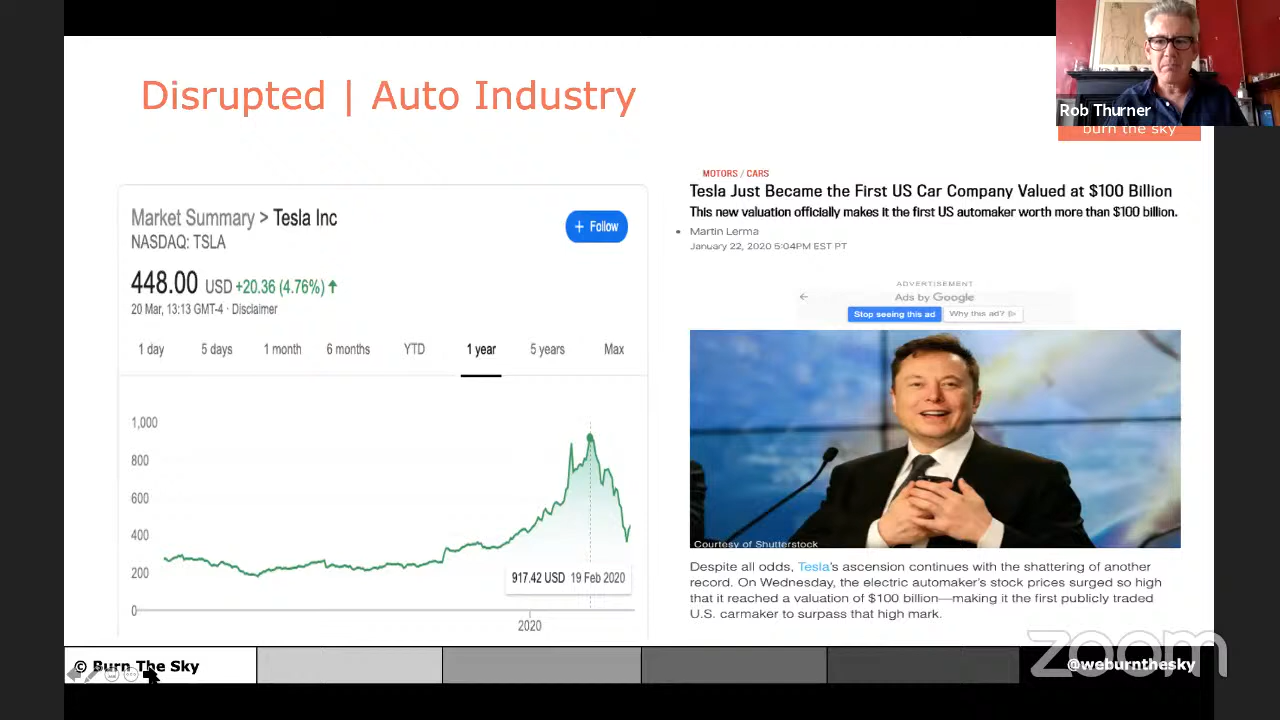 Disrupted | Auto Industry
Rob Thurner
burn the sky
Market Summary > Tesla Inc
NASDAQ: TSLA
+ Follow
448.00 USD +20.36 (4.76%) ↑
20 Mar, 13:13 GMT-4 · Disclaimer
1 day 5 days 1 month 6 months YTD 1 year 5 years Max
1,000
800
600
400
200
0
917.42 USD 19 Feb 2020
2020
MOTORS / CARS
Tesla Just Became the First US Car Company Valued at $100 Billion
This new valuation officially makes it the first US automaker worth more than $100 billion.
• Martin Lerma
January 22, 2020 5:04PM EST PT
ADVERTISEMENT
Ads by Google
Stop seeing this ad Why this ad?
Courtesy of Shutterstock
Despite all odds, Tesla's ascension continues with the shattering of another
record. On Wednesday, the electric automaker's stock prices surged so high
that it reached a valuation of $100 billion—making it the first publicly traded
U.S. carmaker to surpass that high mark.
© Burn The Sky
@weburnthesky
zoom